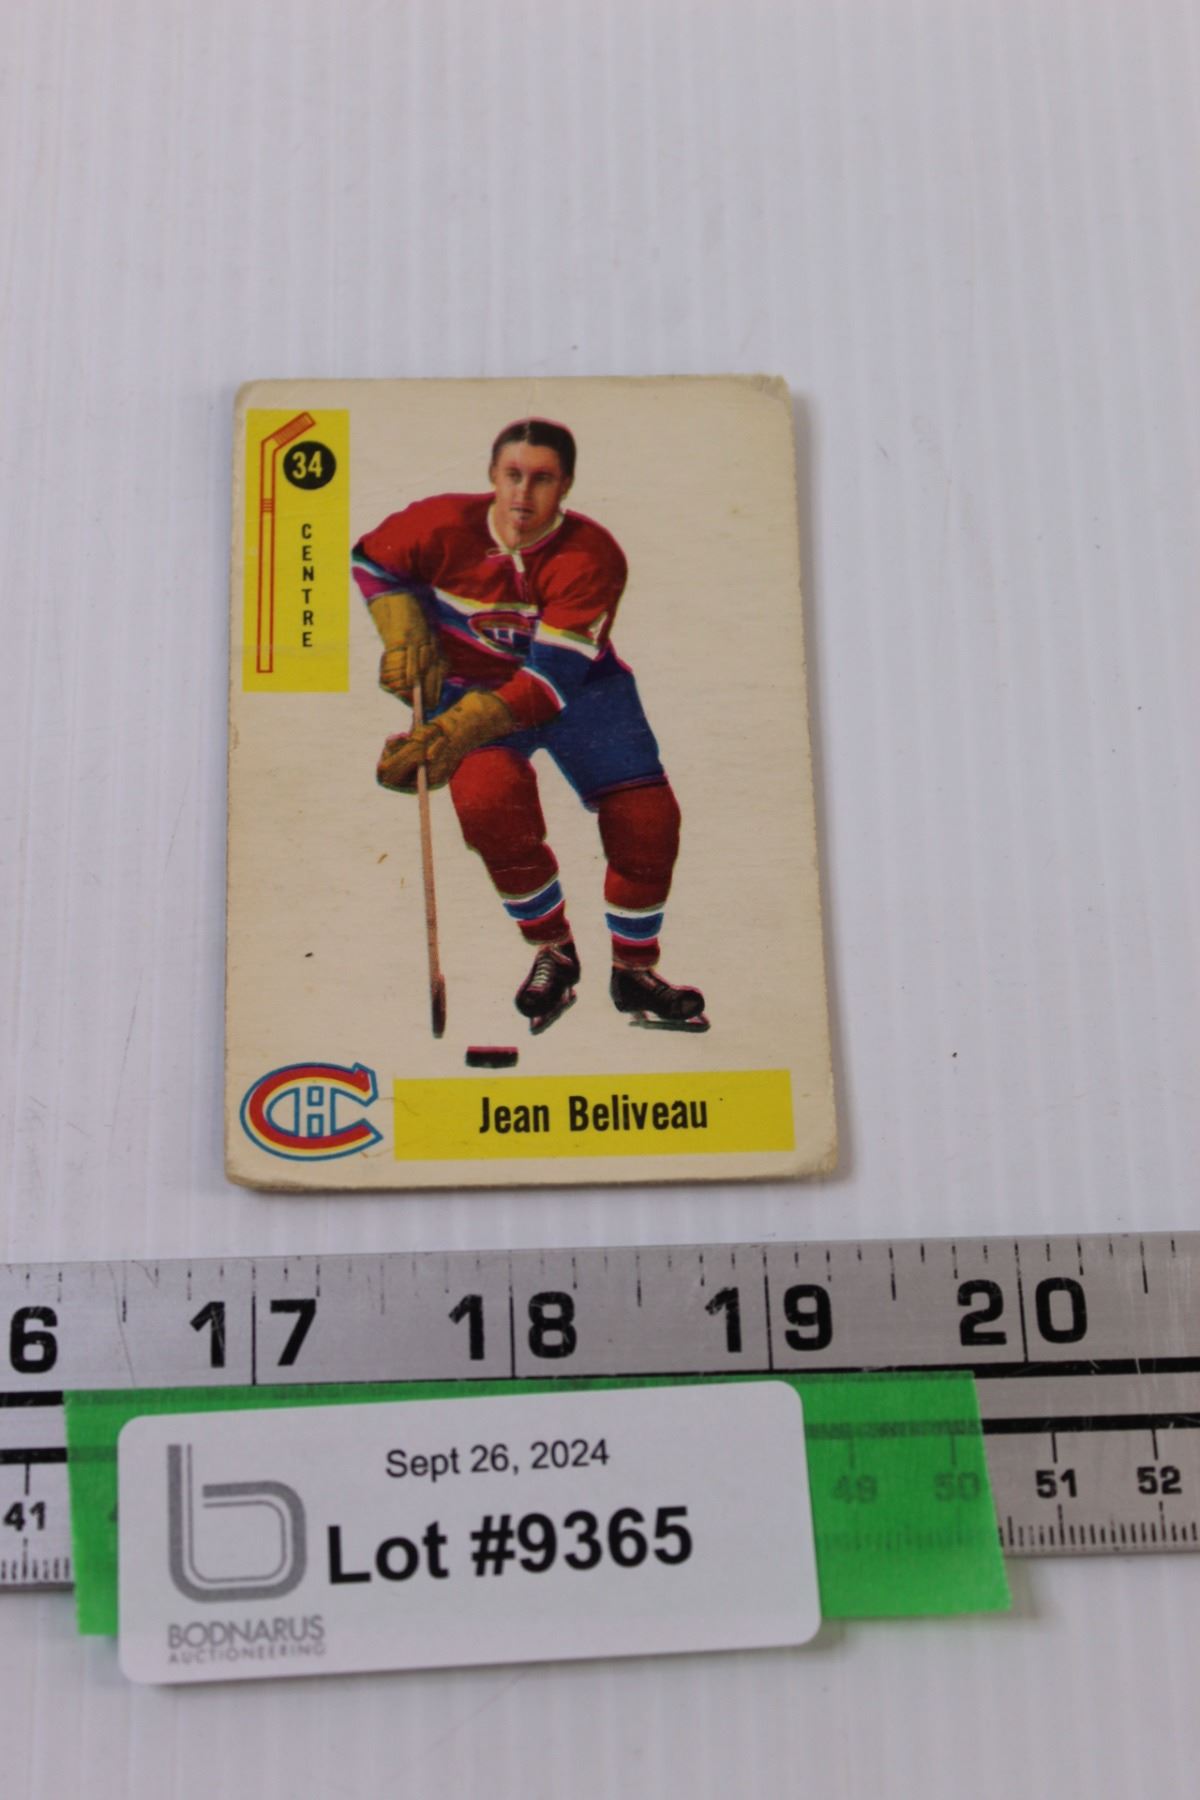 34
CENTRE
Jean Beliveau
6 17 18 19 20
41 49 50 51 52
Sept 26, 2024
Lot #9365
BODNARUS
AUCTIONEERING